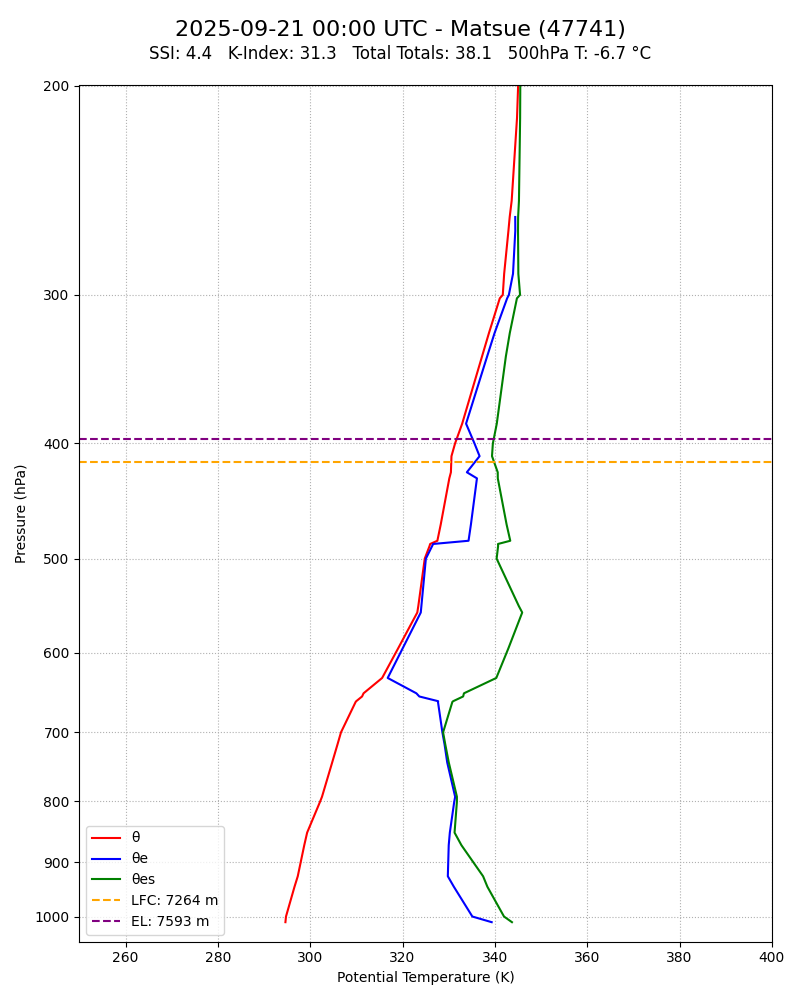 2025-09-21 00:00 UTC - Matsue (47741)
SSI: 4.4   K-Index: 31.3   Total Totals: 38.1   500hPa T: -6.7 °C
200
300
400
500
600
700
800
900
1000
Pressure (hPa)
θ
θe
θes
LFC: 7264 m
EL: 7593 m
260 280 300 320 340 360 380 400
Potential Temperature (K)